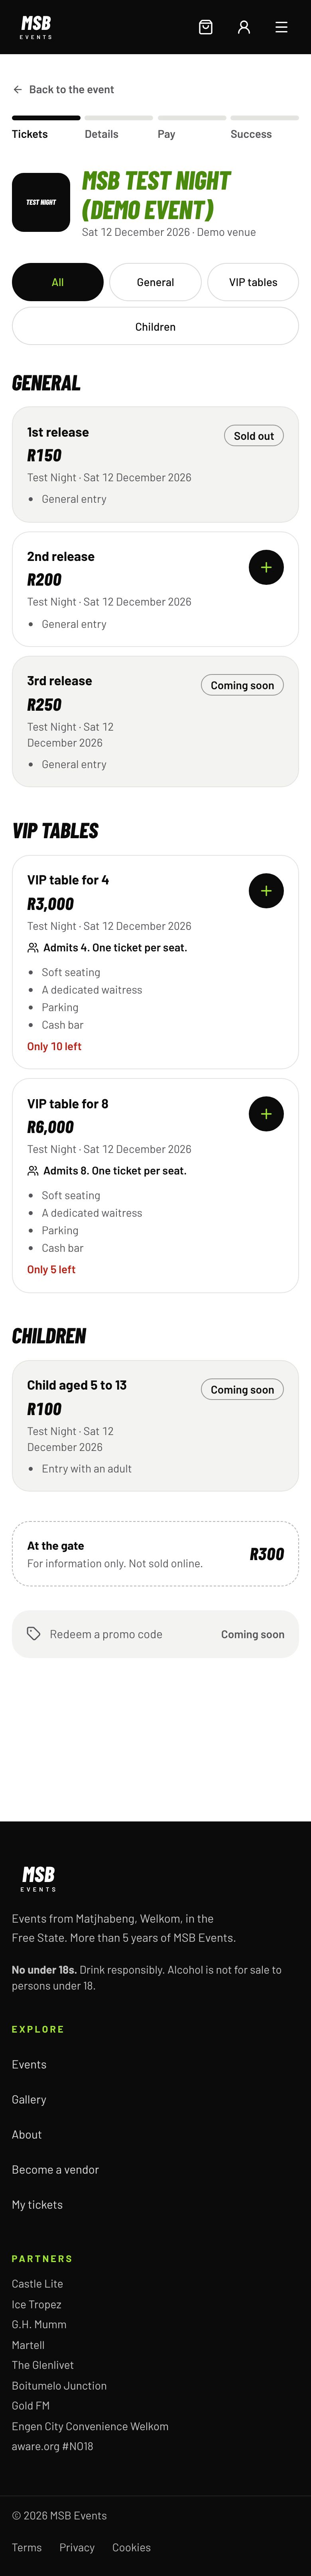 MSB
EVENTS
Back to the event
Tickets
Details
Pay
Success
TEST NIGHT
MSB TEST NIGHT
(DEMO EVENT)
Sat 12 December 2026 · Demo venue
All
General
VIP tables
Children
GENERAL
1st release
Sold out
R150
Test Night · Sat 12 December 2026
• General entry
2nd release
R200
Test Night · Sat 12 December 2026
• General entry
3rd release
Coming soon
R250
Test Night · Sat 12
December 2026
• General entry
VIP TABLES
VIP table for 4
R3,000
Test Night · Sat 12 December 2026
Admits 4. One ticket per seat.
• Soft seating
• A dedicated waitress
• Parking
• Cash bar
Only 10 left
VIP table for 8
R6,000
Test Night · Sat 12 December 2026
Admits 8. One ticket per seat.
• Soft seating
• A dedicated waitress
• Parking
• Cash bar
Only 5 left
CHILDREN
Child aged 5 to 13
Coming soon
R100
Test Night · Sat 12
December 2026
• Entry with an adult
At the gate
For information only. Not sold online.
R300
Redeem a promo code
Coming soon
MSB
EVENTS
Events from Matjhabeng, Welkom, in the
Free State. More than 5 years of MSB Events.
No under 18s. Drink responsibly. Alcohol is not for sale to
persons under 18.
EXPLORE
Events
Gallery
About
Become a vendor
My tickets
PARTNERS
Castle Lite
Ice Tropez
G.H. Mumm
Martell
The Glenlivet
Boitumelo Junction
Gold FM
Engen City Convenience Welkom
aware.org #NO18
© 2026 MSB Events
Terms
Privacy
Cookies